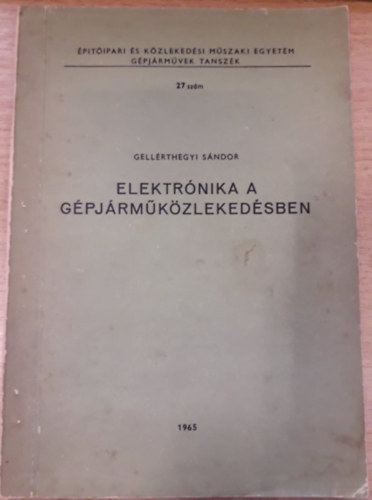 ÉPITŐIPARI ÉS KÖZLEKEDÉSI MŰSZAKI EGYETEM
GÉPJÁRMŰVEK TANSZÉK
27 szám
GELLÉRTHEGYI SÁNDOR
ELEKTRÓNIKA A
GÉPJÁRMŰKÖZLEKEDÉSBEN
1965